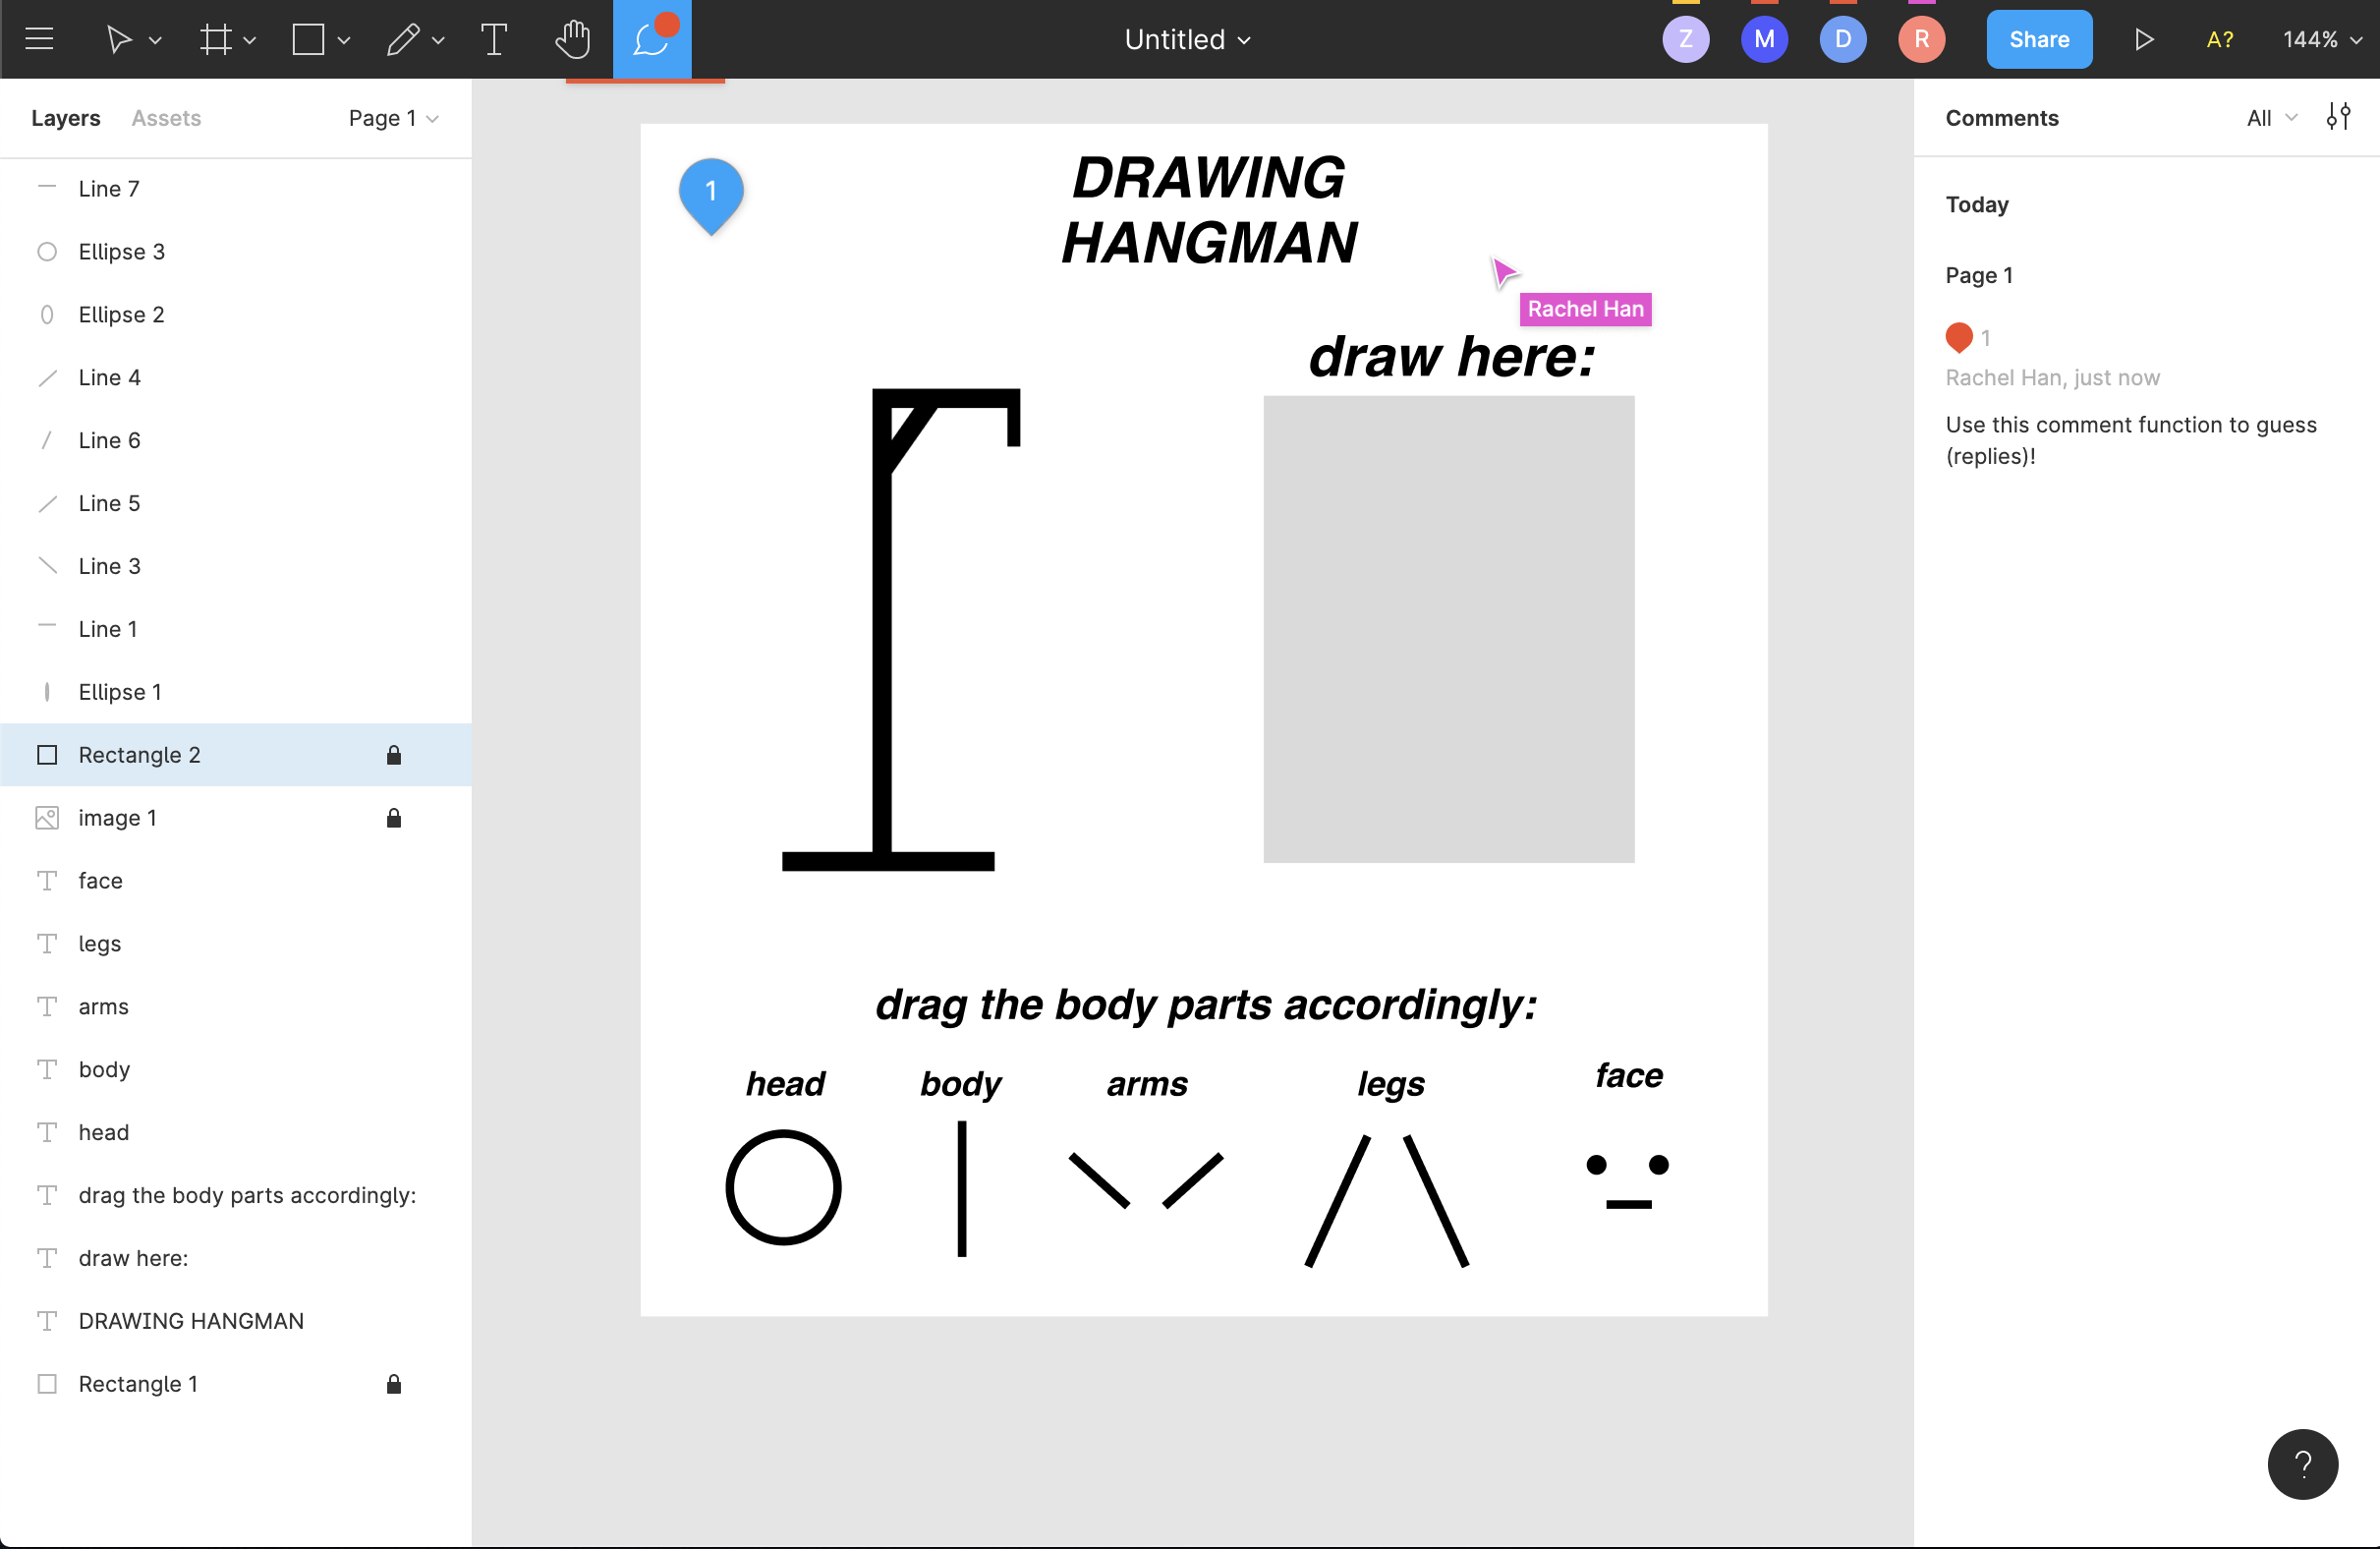 Untitled
Z
M
D
R
Share
A?
144%
Layers
Assets
Page 1
Line 7
Ellipse 3
Ellipse 2
Line 4
Line 6
Line 5
Line 3
Line 1
Ellipse 1
Rectangle 2
image 1
face
legs
arms
body
head
drag the body parts accordingly:
draw here:
DRAWING HANGMAN
Rectangle 1
1
DRAWING
HANGMAN
Rachel Han
draw here:
drag the body parts accordingly:
head
body
arms
legs
face
Comments
All
Today
Page 1
1
Rachel Han, just now
Use this comment function to guess
(replies)!
?